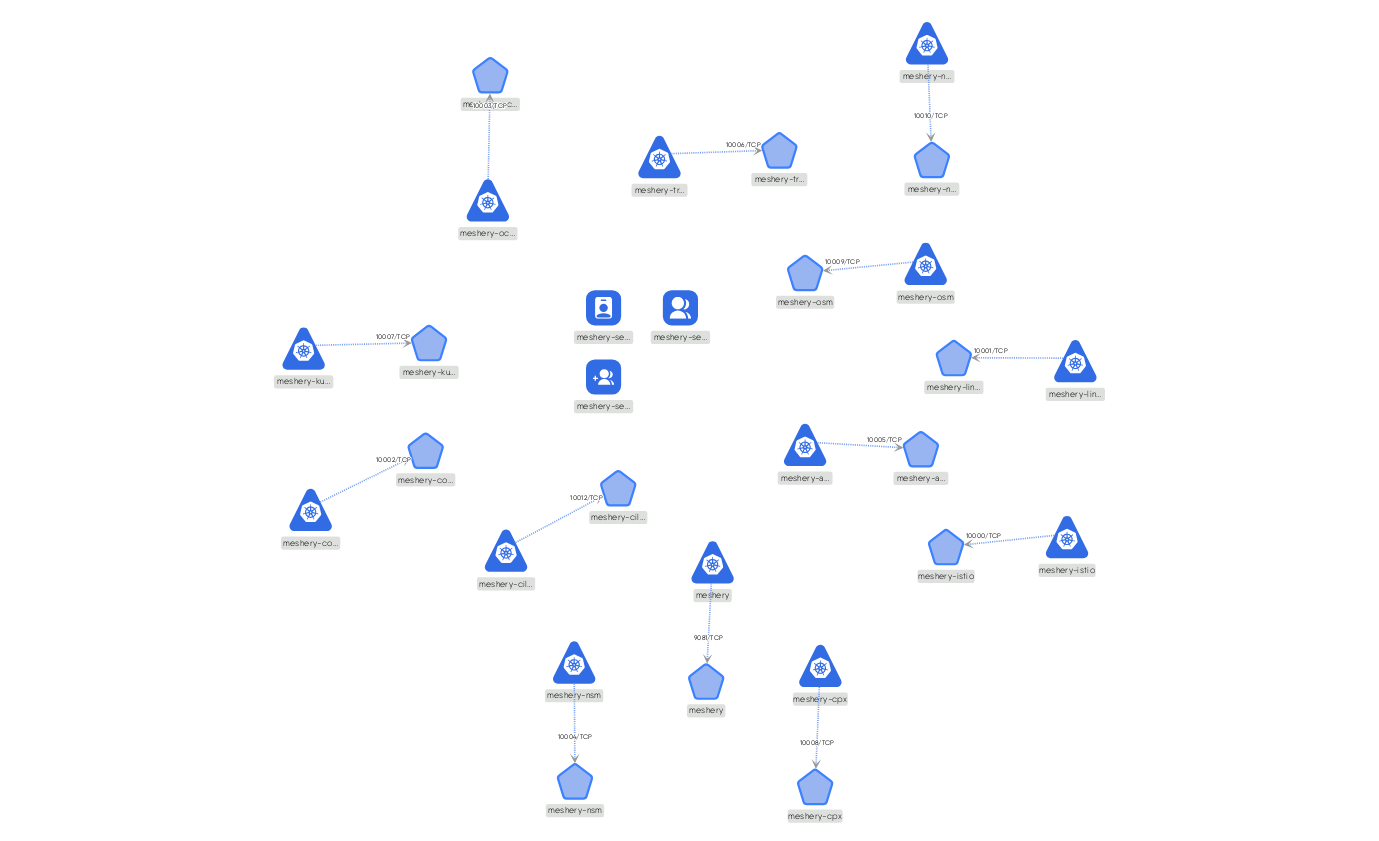 meshery-n...
10003/TCP
10010/TCP
10006/TCP
meshery-tr...
meshery-tr...
meshery-n...
meshery-oc...
10009/TCP
meshery-osm
meshery-osm
meshery-se...
meshery-se...
10007/TCP
meshery-ku...
meshery-ku...
10001/TCP
meshery-lin...
meshery-lin...
meshery-se...
10005/TCP
10002/TCP
meshery-co...
meshery-a...
meshery-a...
10012/TCP
meshery-cil...
meshery-co...
10000/TCP
meshery-istio
meshery-istio
meshery-cil...
meshery
9081/TCP
meshery-nsm
meshery-cpx
meshery
10004/TCP
10008/TCP
meshery-nsm
meshery-cpx